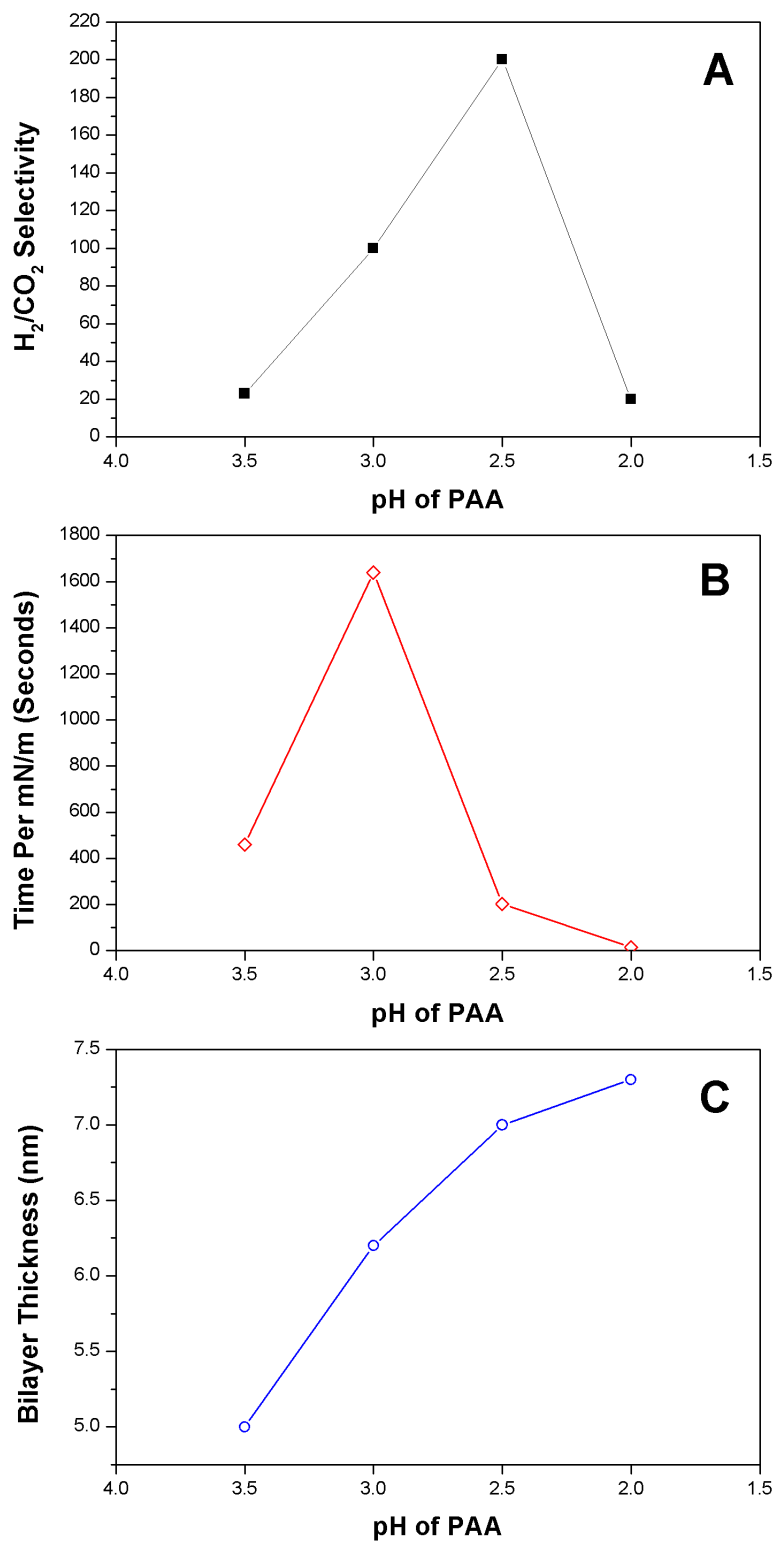 220
200
180
160
140
120
100
80
60
40
20
0
H₂/CO₂ Selectivity
A
4.0 3.5 3.0 2.5 2.0 1.5
pH of PAA
1800
1600
1400
1200
1000
800
600
400
200
0
Time Per mN/m (Seconds)
B
4.0 3.5 3.0 2.5 2.0 1.5
pH of PAA
7.5
7.0
6.5
6.0
5.5
5.0
Bilayer Thickness (nm)
C
4.0 3.5 3.0 2.5 2.0 1.5
pH of PAA